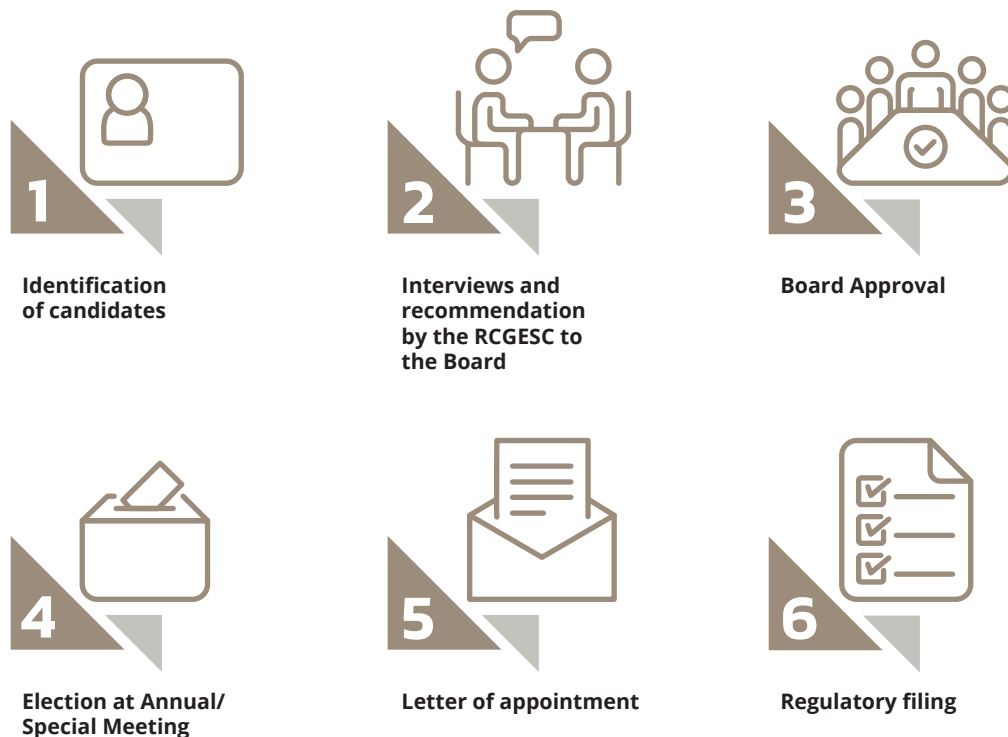 1
Identification
of candidates
2
Interviews and
recommendation
by the RCGESC to
the Board
3
Board Approval
4
Election at Annual/
Special Meeting
5
Letter of appointment
6
Regulatory filing